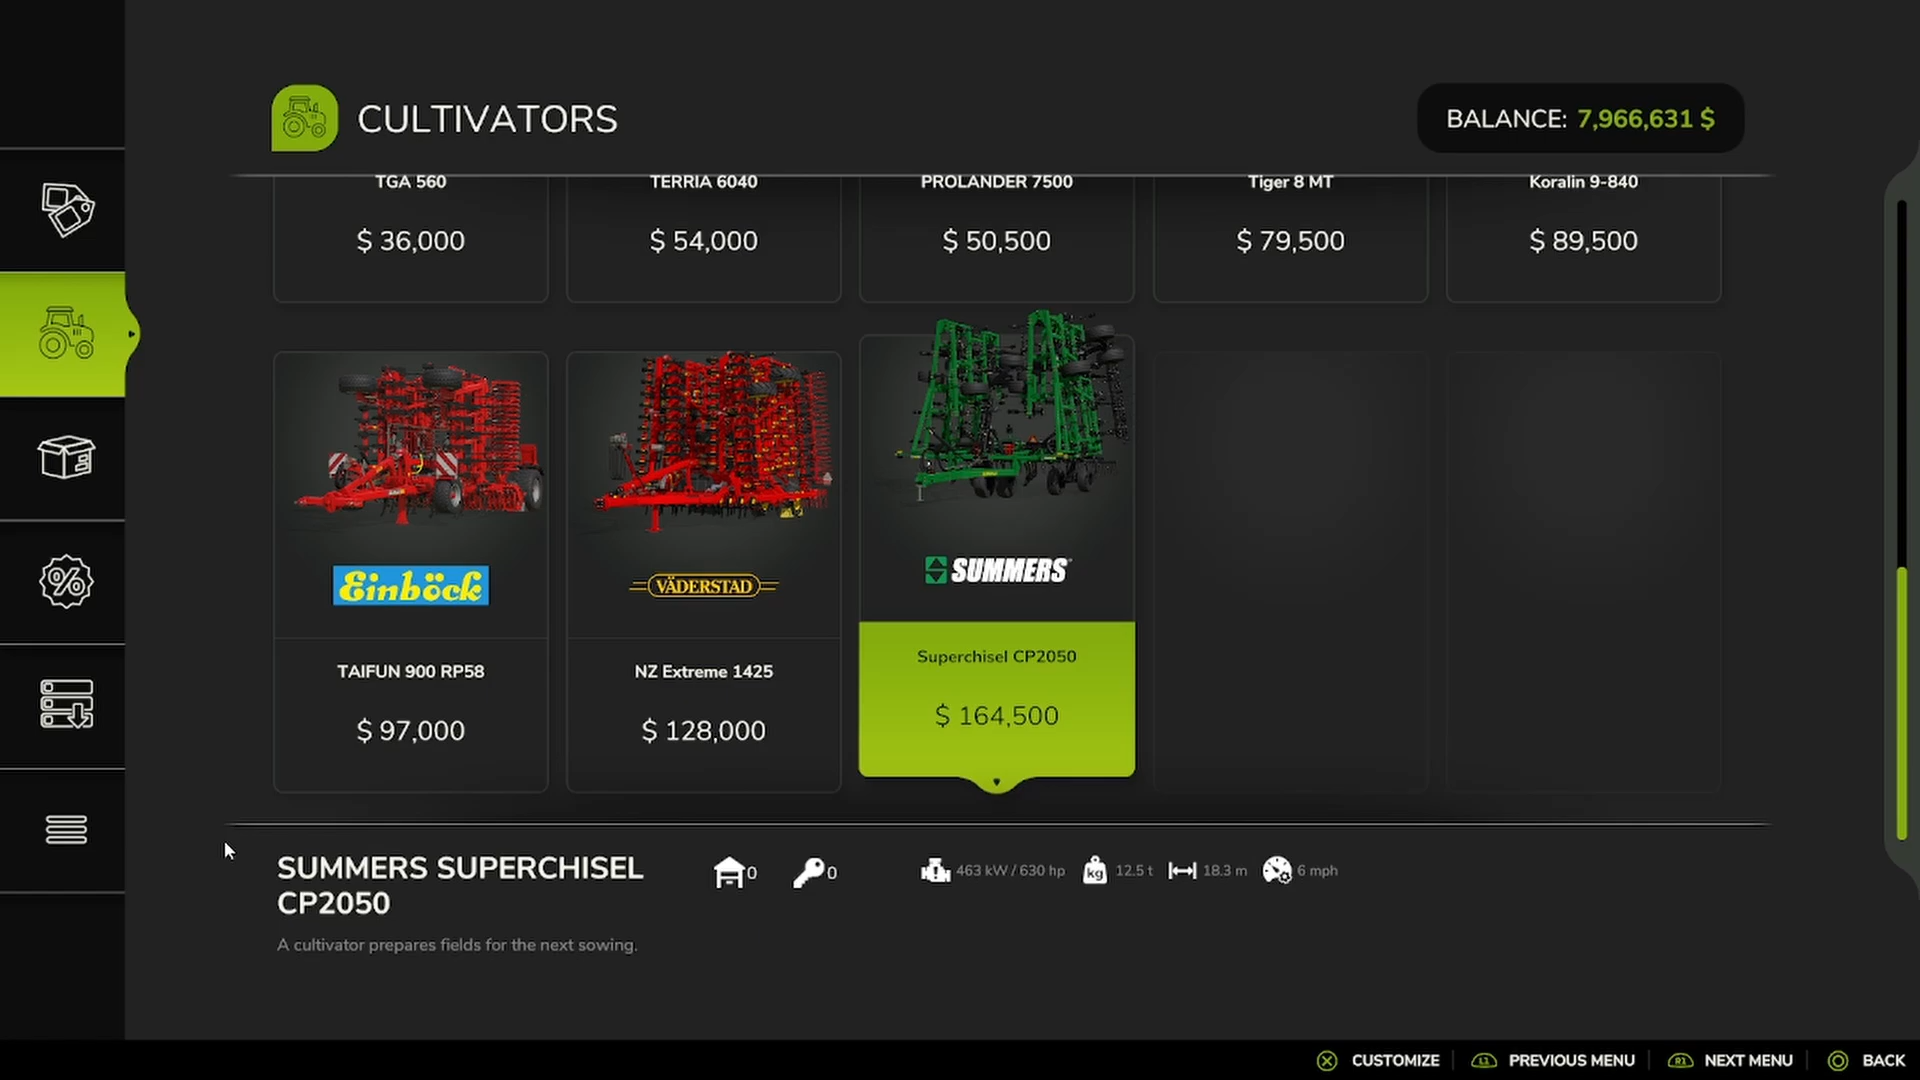 CULTIVATORS
BALANCE: 7,966,631 $
TGA 560
TERRIA 6040
PROLANDER 7500
Tiger 8 MT
Koralin 9-840
$ 36,000
$ 54,000
$ 50,500
$ 79,500
$ 89,500
Einböck
VÄDERSTAD
SUMMERS
TAIFUN 900 RP58
NZ Extreme 1425
Superchisel CP2050
$ 97,000
$ 128,000
$ 164,500
SUMMERS SUPERCHISEL
CP2050
0
0
463 kW / 630 hp
kg
12.5 t
18.3 m
6 mph
A cultivator prepares fields for the next sowing.
CUSTOMIZE
L1
PREVIOUS MENU
R1
NEXT MENU
BACK